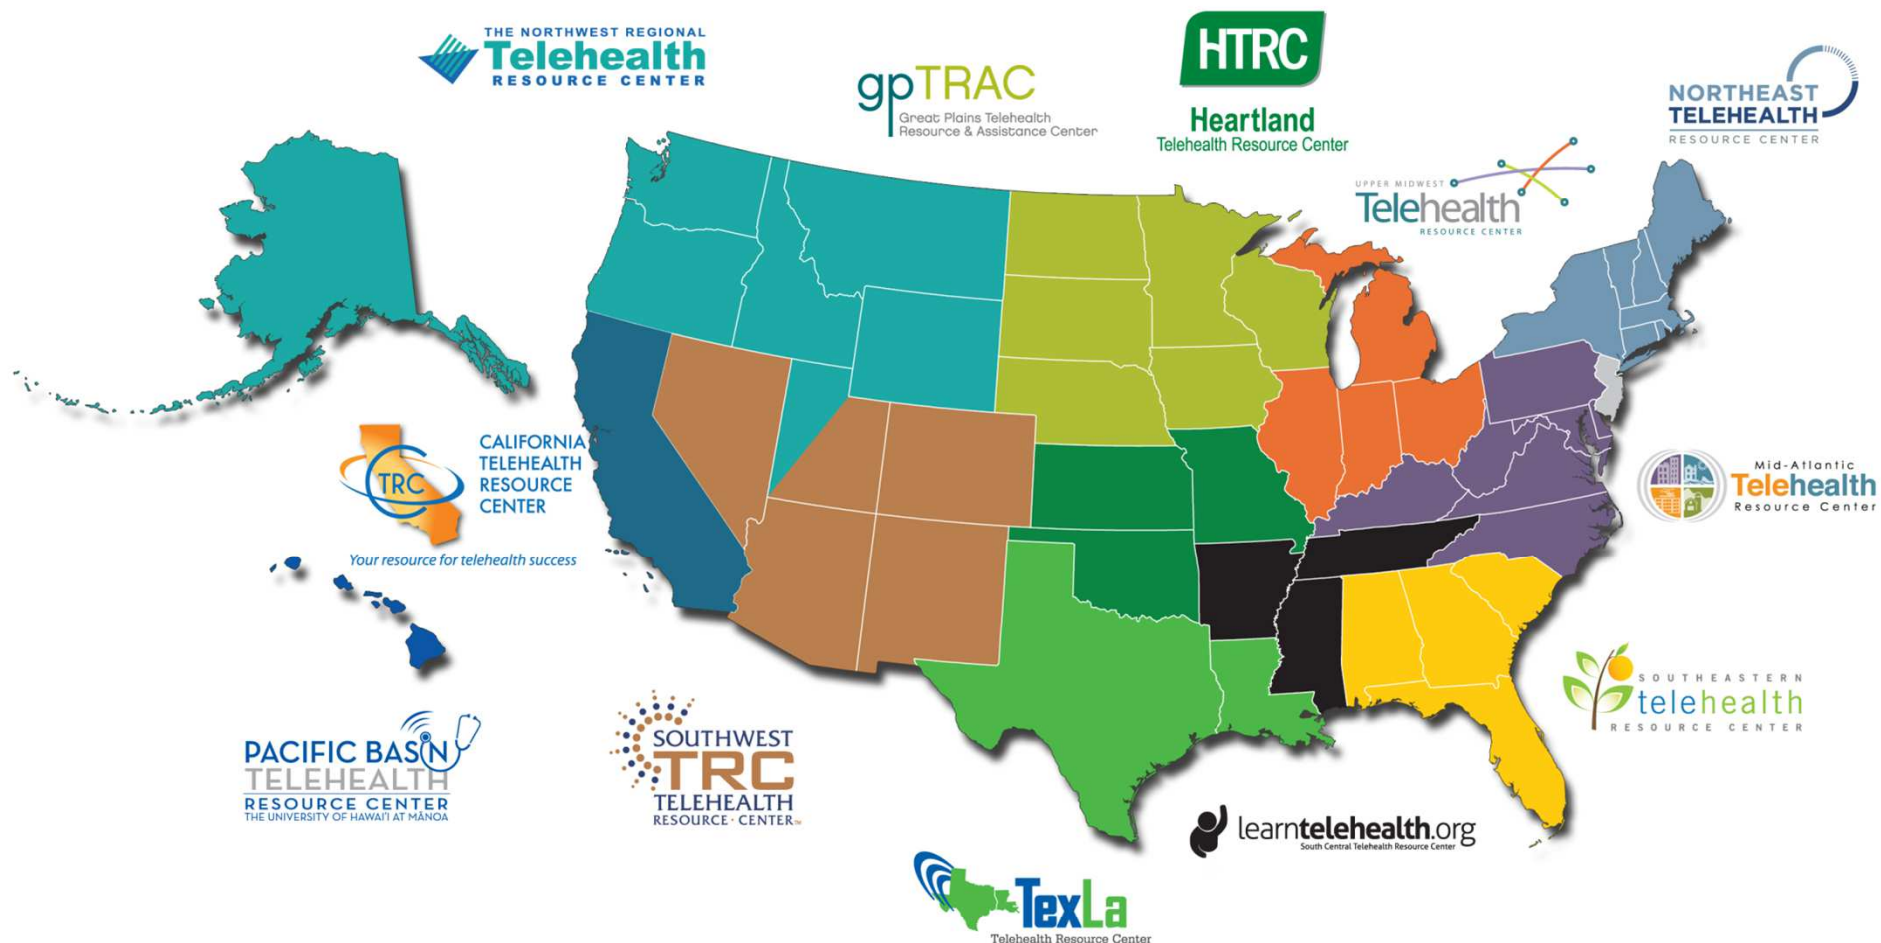 THE NORTHWEST REGIONAL
Telehealth
RESOURCE CENTER
gpTRAC
Great Plains Telehealth
Resource & Assistance Center
HTRC
Heartland
Telehealth Resource Center
NORTHEAST
TELEHEALTH
RESOURCE CENTER
UPPER MIDWEST
Telehealth
RESOURCE CENTER
TRC
CALIFORNIA
TELEHEALTH
RESOURCE
CENTER
Your resource for telehealth success
Mid-Atlantic
Telehealth
Resource Center
SOUTHEASTERN
telehealth
RESOURCE CENTER
PACIFIC BASIN
TELEHEALTH
RESOURCE CENTER
THE UNIVERSITY OF HAWAI'I AT MĀNOA
SOUTHWEST
TRC
TELEHEALTH
RESOURCE · CENTER™
learntelehealth.org
South Central Telehealth Resource Center
TexLa
Telehealth Resource Center